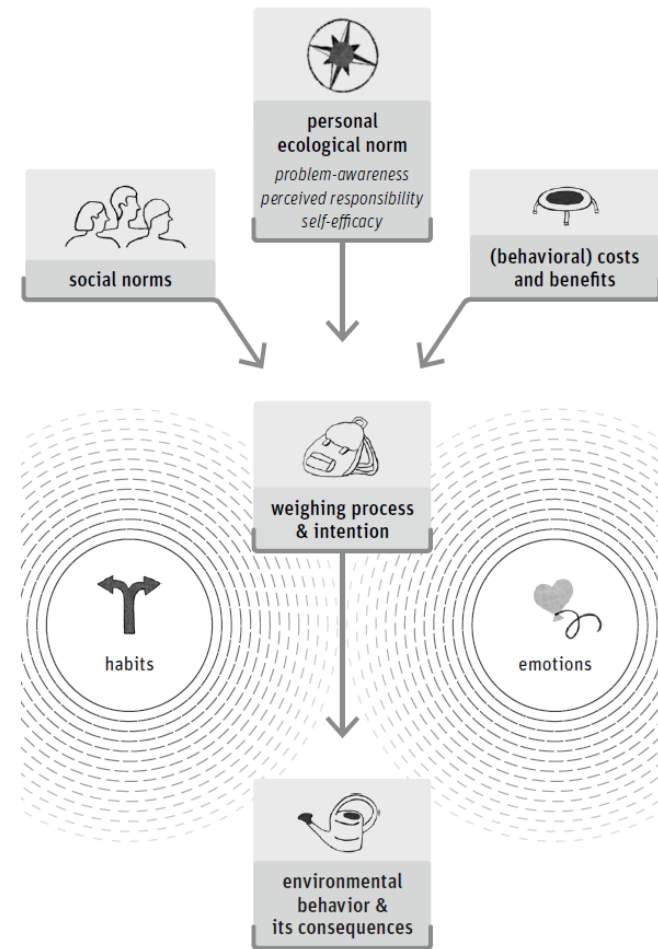 personal
ecological norm
problem-awareness
perceived responsibility
self-efficacy
social norms
(behavioral) costs
and benefits
weighing process
& intention
habits
emotions
environmental
behavior &
its consequences